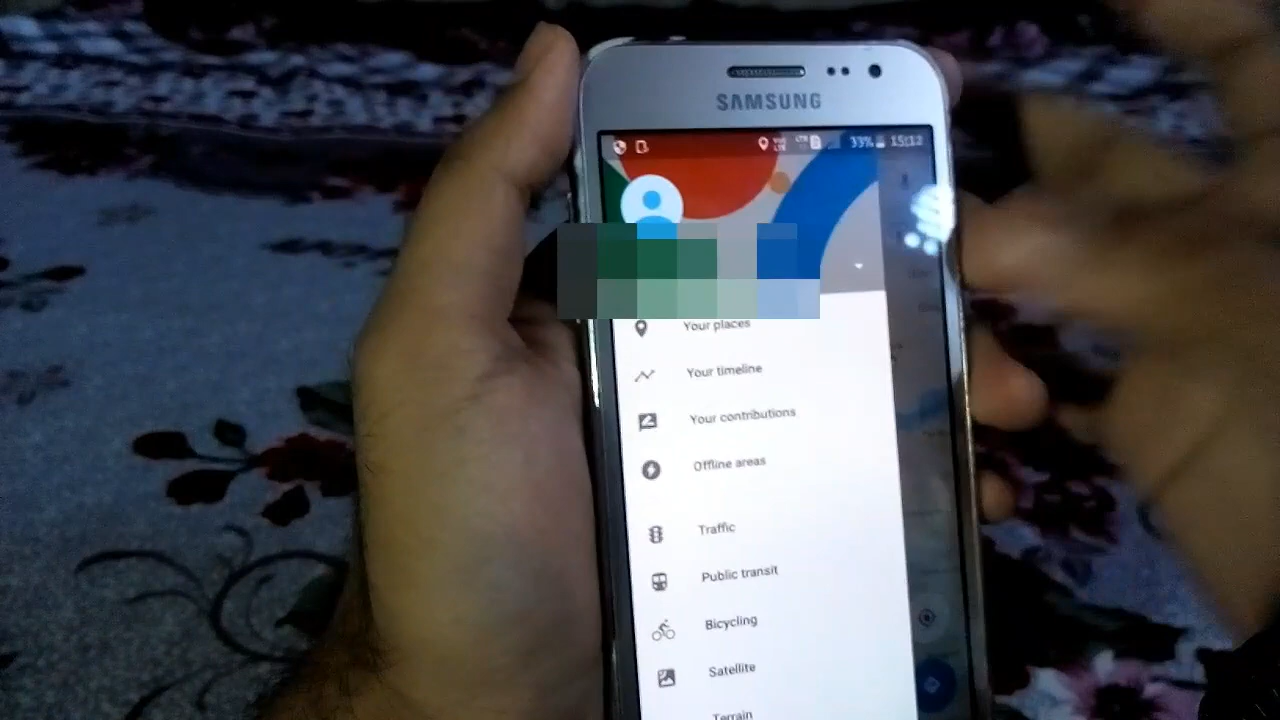 SAMSUNG
33% 15:12
Your places
Your timeline
Your contributions
Offline areas
Traffic
Public transit
Bicycling
Satellite
Terrain